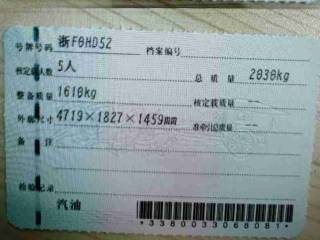 号牌号码 浙F0HD52 档案编号
核定载人数 5人 总质量 2030kg
整备质量 1610kg 核定载质量 --
外廓尺寸 4719×1827×1459mm 准牵引总质量 --
备注
检验记录
汽油
*3380033068081*